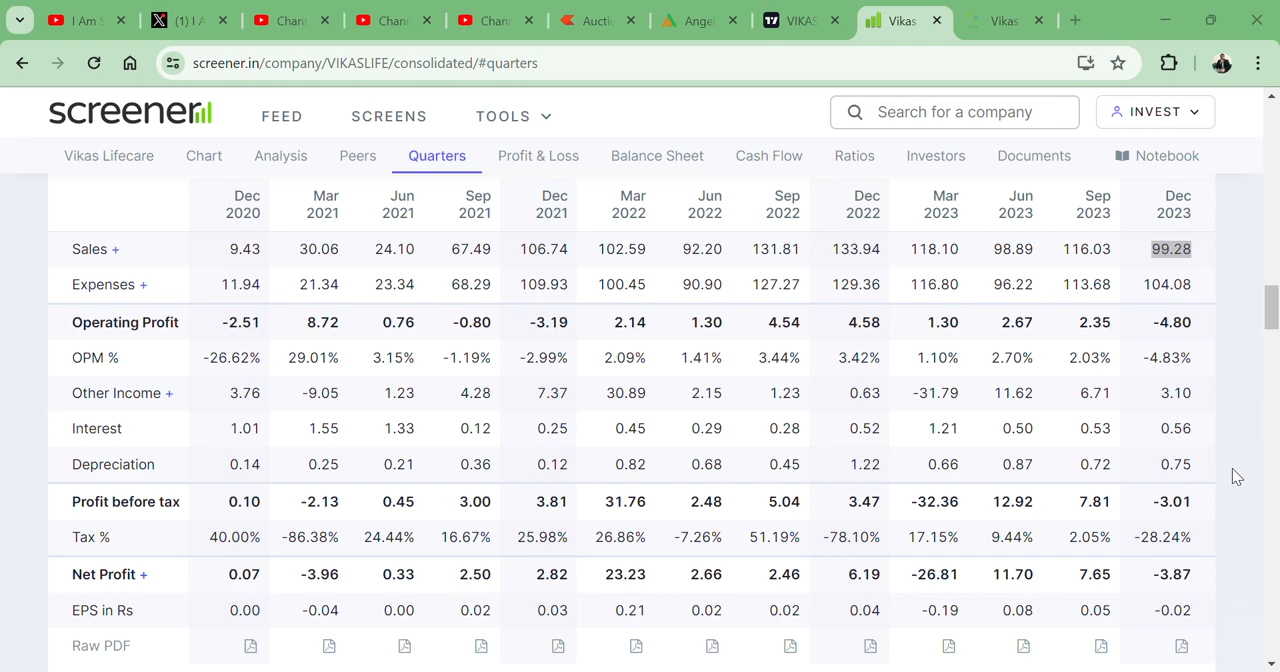 I Am S
(1) I A
Chann
Chann
Chann
Auctio
Angel
VIKAS
Vikas
Vikas
screener.in/company/VIKASLIFE/consolidated/#quarters
screener
FEED
SCREENS
TOOLS
Search for a company
INVEST
Vikas Lifecare Chart Analysis Peers Quarters Profit & Loss Balance Sheet Cash Flow Ratios Investors Documents Notebook
Dec Mar Jun Sep Dec Mar Jun Sep Dec Mar Jun Sep Dec
2020 2021 2021 2021 2021 2022 2022 2022 2022 2023 2023 2023 2023
Sales + 9.43 30.06 24.10 67.49 106.74 102.59 92.20 131.81 133.94 118.10 98.89 116.03 99.28
Expenses + 11.94 21.34 23.34 68.29 109.93 100.45 90.90 127.27 129.36 116.80 96.22 113.68 104.08
Operating Profit -2.51 8.72 0.76 -0.80 -3.19 2.14 1.30 4.54 4.58 1.30 2.67 2.35 -4.80
OPM % -26.62% 29.01% 3.15% -1.19% -2.99% 2.09% 1.41% 3.44% 3.42% 1.10% 2.70% 2.03% -4.83%
Other Income + 3.76 -9.05 1.23 4.28 7.37 30.89 2.15 1.23 0.63 -31.79 11.62 6.71 3.10
Interest 1.01 1.55 1.33 0.12 0.25 0.45 0.29 0.28 0.52 1.21 0.50 0.53 0.56
Depreciation 0.14 0.25 0.21 0.36 0.12 0.82 0.68 0.45 1.22 0.66 0.87 0.72 0.75
Profit before tax 0.10 -2.13 0.45 3.00 3.81 31.76 2.48 5.04 3.47 -32.36 12.92 7.81 -3.01
Tax % 40.00% -86.38% 24.44% 16.67% 25.98% 26.86% -7.26% 51.19% -78.10% 17.15% 9.44% 2.05% -28.24%
Net Profit + 0.07 -3.96 0.33 2.50 2.82 23.23 2.66 2.46 6.19 -26.81 11.70 7.65 -3.87
EPS in Rs 0.00 -0.04 0.00 0.02 0.03 0.21 0.02 0.02 0.04 -0.19 0.08 0.05 -0.02
Raw PDF